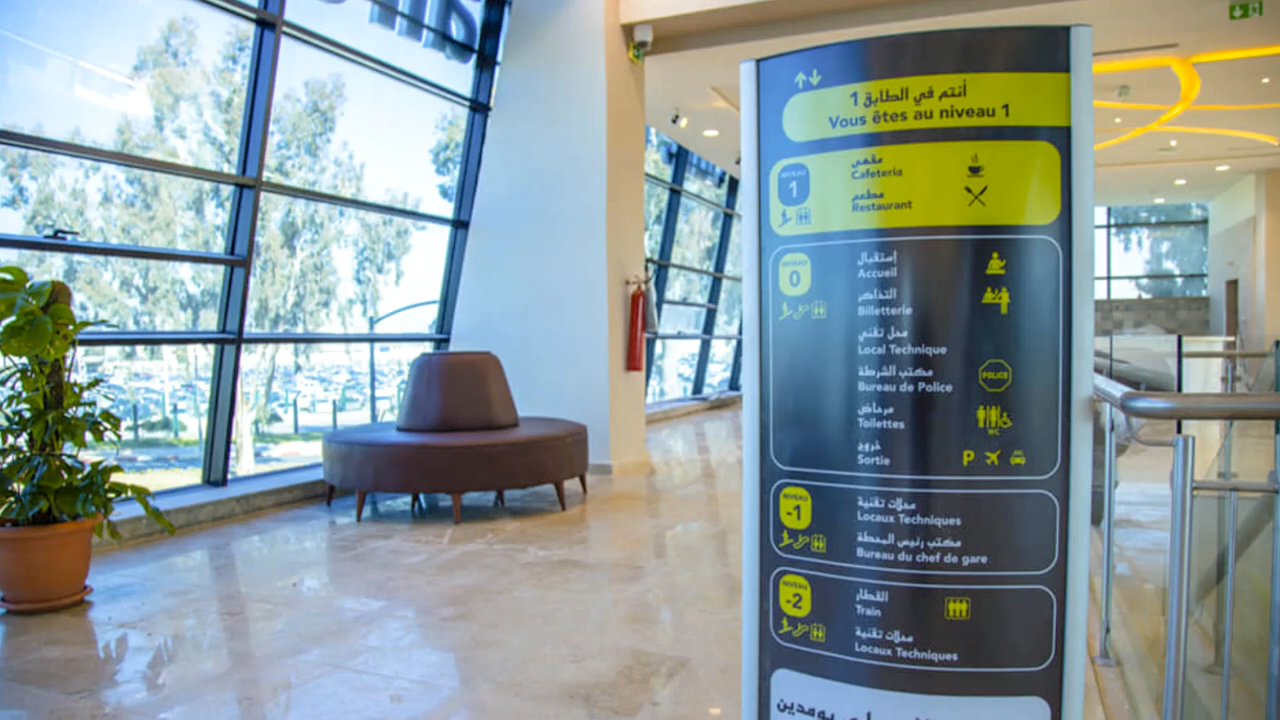 أنتم في الطابق 1
Vous êtes au niveau 1
NIVEAU
1
مقهى
Cafeteria
مطعم
Restaurant
NIVEAU
0
إستقبال
Accueil
التذاكر
Billetterie
محل تقني
Local Technique
مكتب الشرطة
Bureau de Police
POLICE
مرحاض
Toilettes
WC
خروج
Sortie
P
NIVEAU
-1
محلات تقنية
Locaux Techniques
مكتب رئيس المحطة
Bureau du chef de gare
NIVEAU
-2
القطار
Train
محلات تقنية
Locaux Techniques
بومدين